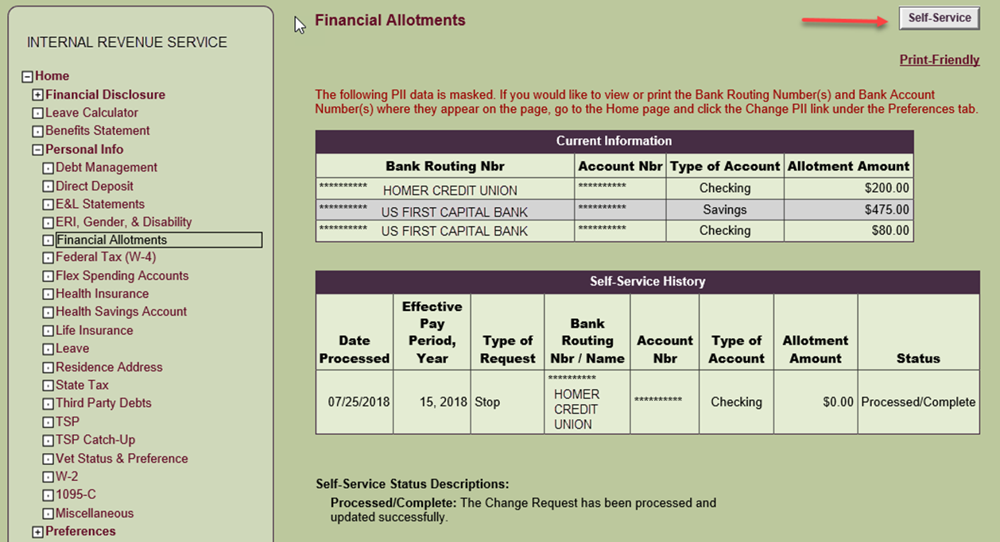 INTERNAL REVENUE SERVICE
Home
Financial Disclosure
Leave Calculator
Benefits Statement
Personal Info
Debt Management
Direct Deposit
E&L Statements
ERI, Gender, & Disability
Financial Allotments
Federal Tax (W-4)
Flex Spending Accounts
Health Insurance
Health Savings Account
Life Insurance
Leave
Residence Address
State Tax
Third Party Debts
TSP
TSP Catch-Up
Vet Status & Preference
W-2
1095-C
Miscellaneous
Preferences
Financial Allotments
Self-Service
Print-Friendly
The following PII data is masked. If you would like to view or print the Bank Routing Number(s) and Bank Account
Number(s) where they appear on the page, go to the Home page and click the Change PII link under the Preferences tab.
Current Information
Bank Routing Nbr Account Nbr Type of Account Allotment Amount
********** HOMER CREDIT UNION ********** Checking $200.00
********** US FIRST CAPITAL BANK ********** Savings $475.00
********** US FIRST CAPITAL BANK ********** Checking $80.00
Self-Service History
Date
Processed
Effective
Pay
Period,
Year
Type of
Request
Bank
Routing
Nbr / Name
Account
Nbr
Type of
Account
Allotment
Amount
Status
07/25/2018
15, 2018
Stop
**********
HOMER
CREDIT
UNION
**********
Checking
$0.00
Processed/Complete
Self-Service Status Descriptions:
Processed/Complete: The Change Request has been processed and
updated successfully.